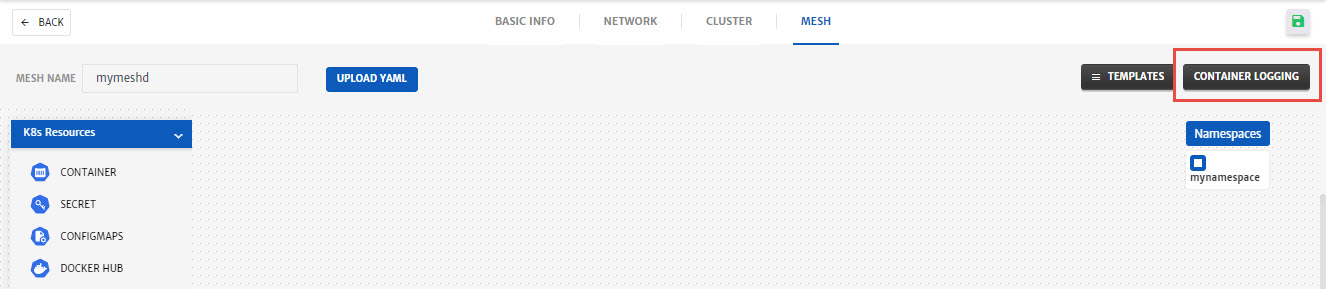 BACK
BASIC INFO
NETWORK
CLUSTER
MESH
MESH NAME
mymeshd
UPLOAD YAML
TEMPLATES
CONTAINER LOGGING
K8s Resources
Namespaces
mynamespace
CONTAINER
SECRET
CONFIGMAPS
DOCKER HUB